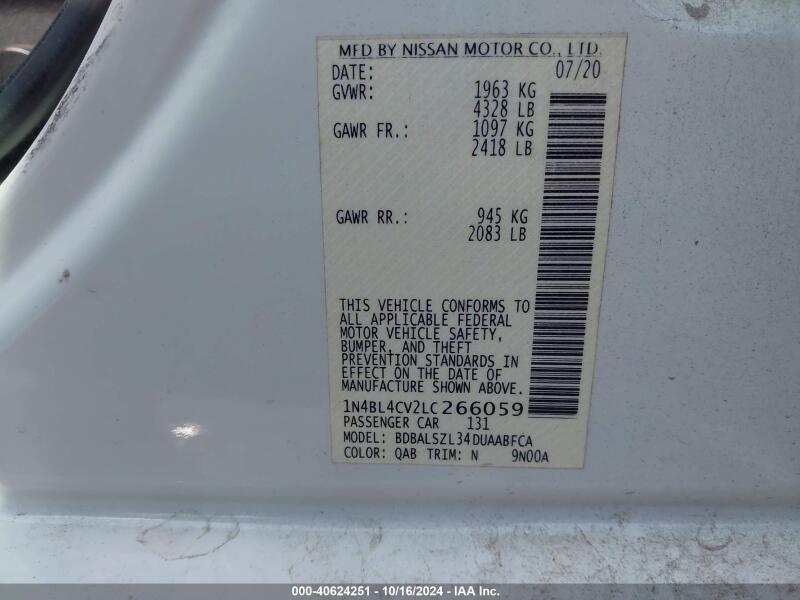 MFD BY NISSAN MOTOR CO., LTD.
DATE: 07/20
GVWR: 1963 KG
4328 LB
GAWR FR.: 1097 KG
2418 LB
GAWR RR.: 945 KG
2083 LB
THIS VEHICLE CONFORMS TO
ALL APPLICABLE FEDERAL
MOTOR VEHICLE SAFETY,
BUMPER, AND THEFT
PREVENTION STANDARDS IN
EFFECT ON THE DATE OF
MANUFACTURE SHOWN ABOVE.
1N4BL4CV2LC266059
PASSENGER CAR 131
MODEL: BDBALSZL34DUAABFCA
COLOR: QAB TRIM: N 9N00A
000-40624251 - 10/16/2024 - IAA Inc.